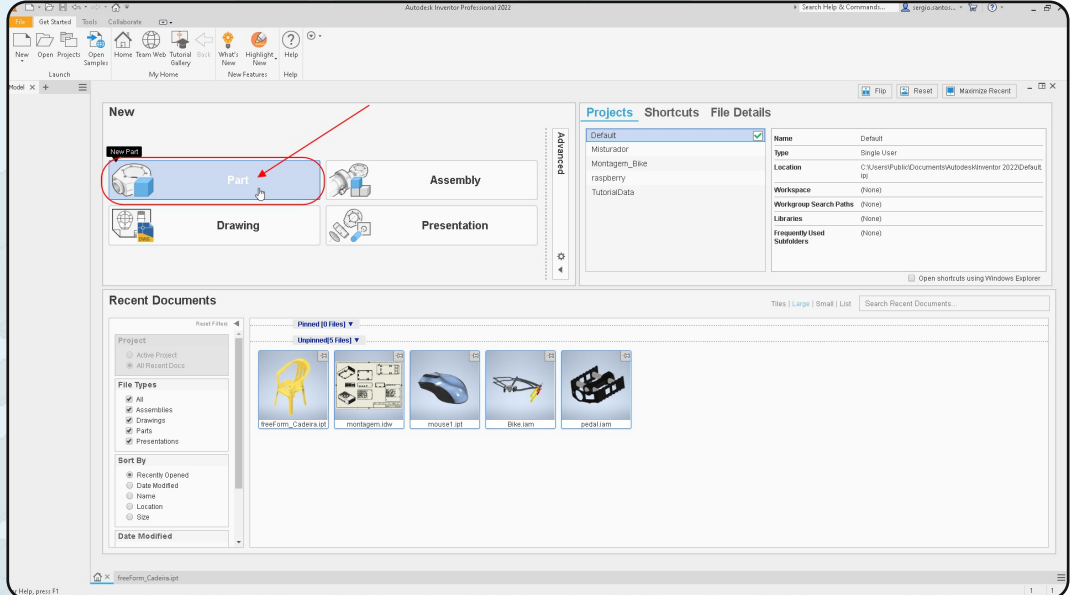 Autodesk Inventor Professional 2022
Search Help & Commands...
sergio.santos...
File Get Started Tools Collaborate
New Open Projects Open Samples Home Team Web Tutorial Gallery Back What's New Highlight New Help
Launch My Home New Features Help
Model
Flip Reset Maximize Recent
New
New Part
Part
Assembly
Drawing
Presentation
Advanced
Projects Shortcuts File Details
Default
Misturador
Montagem_Bike
raspberry
TutorialData
Name Default
Type Single User
Location C:\Users\Public\Documents\Autodesk\Inventor 2022\Default.
ipj
Workspace (None)
Workgroup Search Paths (None)
Libraries (None)
Frequently Used (None)
Subfolders
Open shortcuts using Windows Explorer
Recent Documents
Tiles | Large | Small | List
Search Recent Documents...
Reset Filters
Project
Active Project
All Recent Docs
File Types
All
Assemblies
Drawings
Parts
Presentations
Sort By
Recently Opened
Date Modified
Name
Location
Size
Date Modified
Pinned [0 Files]
Unpinned[5 Files]
freeForm_Cadeira.ipt montagem.idw mouse1.ipt Bike.iam pedal.iam
DWG
freeForm_Cadeira.ipt
Help, press F1
1 1